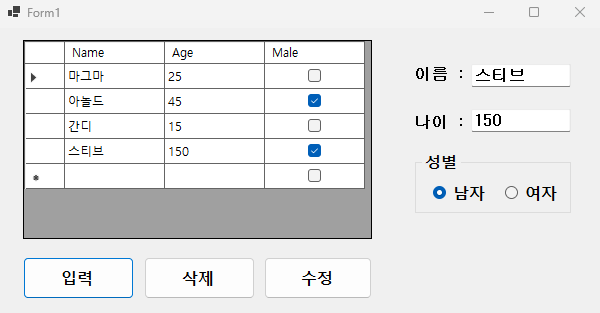 Form1
Name Age Male
마그마 25
아놀드 45
간디 15
스티브 150
이름 : 스티브
나이 : 150
성별
남자 여자
입력 삭제 수정